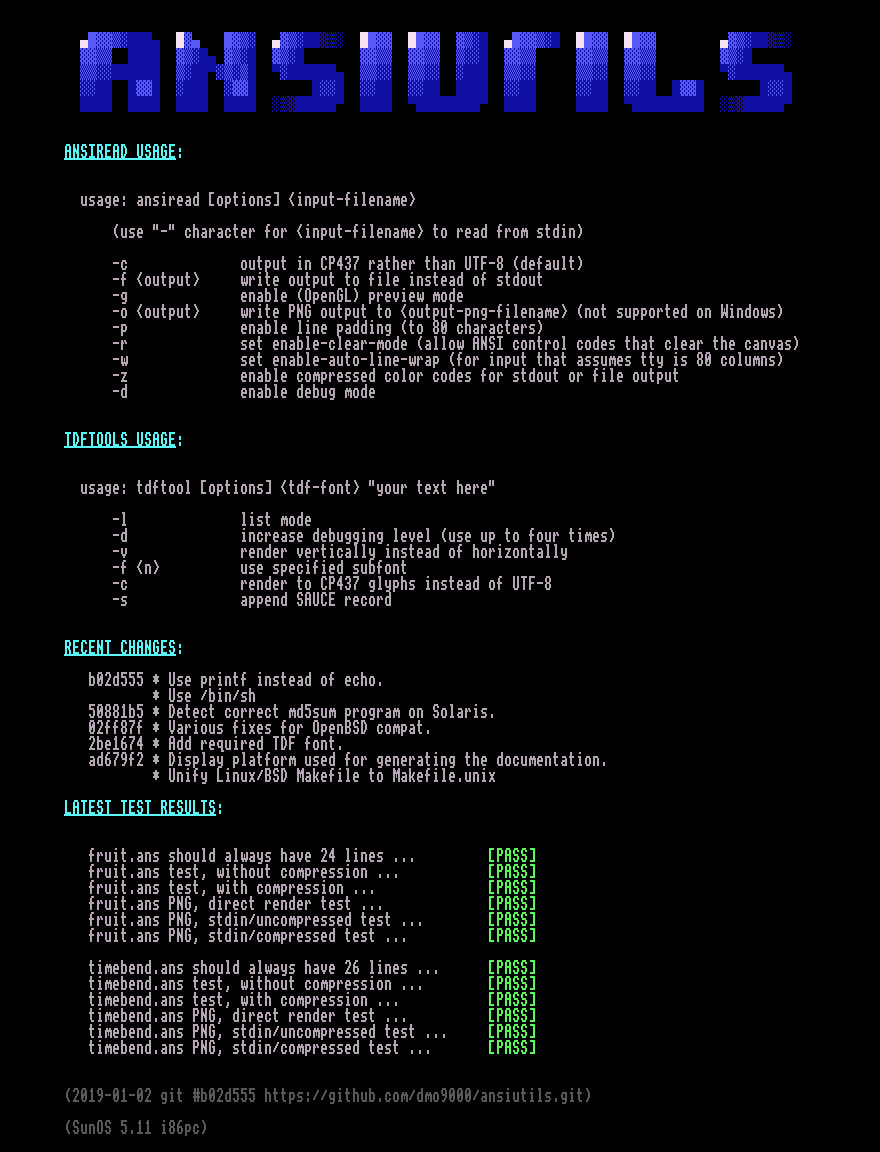 ANSIUTILS
ANSIREAD USAGE:
usage: ansiread [options] <input-filename>
(use "-" character for <input-filename> to read from stdin)
-c output in CP437 rather than UTF-8 (default)
-f <output> write output to file instead of stdout
-g enable (OpenGL) preview mode
-o <output> write PNG output to <output-png-filename> (not supported on Windows)
-p enable line padding (to 80 characters)
-r set enable-clear-mode (allow ANSI control codes that clear the canvas)
-w set enable-auto-line-wrap (for input that assumes tty is 80 columns)
-z enable compressed color codes for stdout or file output
-d enable debug mode
TDFTOOLS USAGE:
usage: tdftool [options] <tdf-font> "your text here"
-l list mode
-d increase debugging level (use up to four times)
-v render vertically instead of horizontally
-f <n> use specified subfont
-c render to CP437 glyphs instead of UTF-8
-s append SAUCE record
RECENT CHANGES:
b02d555 * Use printf instead of echo.
* Use /bin/sh
50881b5 * Detect correct md5sum program on Solaris.
02ff87f * Various fixes for OpenBSD compat.
2be1674 * Add required TDF font.
ad679f2 * Display platform used for generating the documentation.
* Unify Linux/BSD Makefile to Makefile.unix
LATEST TEST RESULTS:
fruit.ans should always have 24 lines ... [PASS]
fruit.ans test, without compression ... [PASS]
fruit.ans test, with compression ... [PASS]
fruit.ans PNG, direct render test ... [PASS]
fruit.ans PNG, stdin/uncompressed test ... [PASS]
fruit.ans PNG, stdin/compressed test ... [PASS]
timebend.ans should always have 26 lines ... [PASS]
timebend.ans test, without compression ... [PASS]
timebend.ans test, with compression ... [PASS]
timebend.ans PNG, direct render test ... [PASS]
timebend.ans PNG, stdin/uncompressed test ... [PASS]
timebend.ans PNG, stdin/compressed test ... [PASS]
(2019-01-02 git #b02d555 https://github.com/dmo9000/ansiutils.git)
(SunOS 5.11 i86pc)